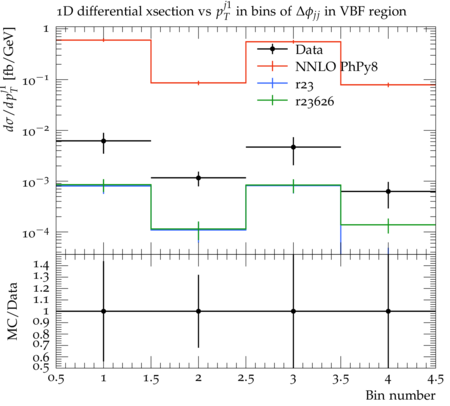 1D differential xsection vs p_T^{j1} in bins of Δϕ_{jj} in VBF region
dσ/dp_T^{j1} [fb/GeV]
1
10⁻¹
10⁻²
10⁻³
10⁻⁴
Data
NNLO PhPy8
r23
r23626
MC/Data
1.4
1.3
1.2
1.1
1
0.9
0.8
0.7
0.6
0.5
0.5 1 1.5 2 2.5 3 3.5 4 4.5
Bin number